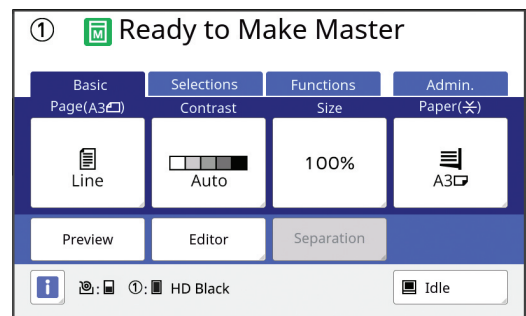 ① M Ready to Make Master
Basic Selections Functions Admin.
Page(A3) Contrast Size Paper()
Line Auto 100% A3
Preview Editor Separation
i : ①: HD Black Idle